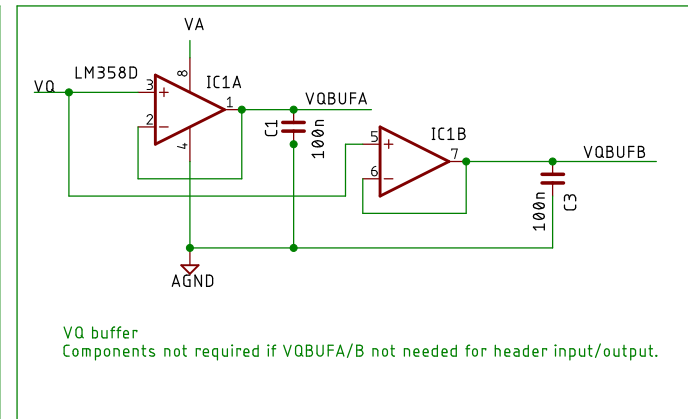 VA
LM358D
IC1A
VQ
8
3
+
1
VQBUFA
2
-
4
C1
100n
IC1B
5
+
7
VQBUFB
6
-
100n
C3
AGND
VQ buffer
Components not required if VQBUFA/B not needed for header input/output.